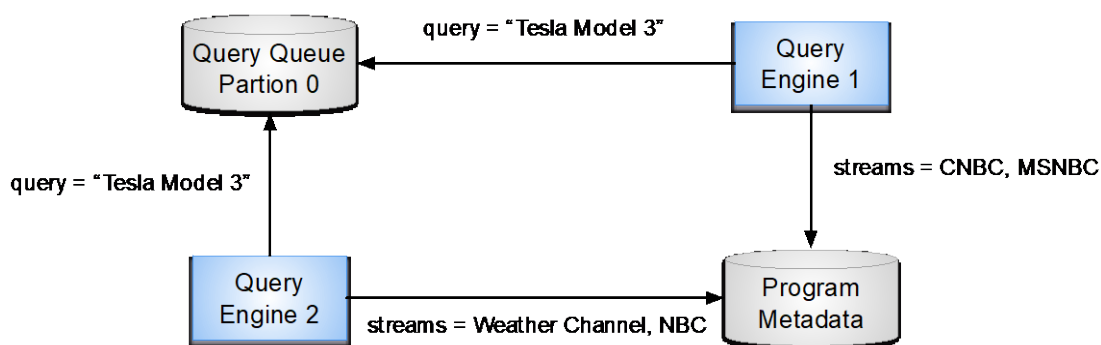 query = “Tesla Model 3”
Query Queue
Partion 0
Query
Engine 1
query = “Tesla Model 3”
streams = CNBC, MSNBC
Query
Engine 2
streams = Weather Channel, NBC
Program
Metadata